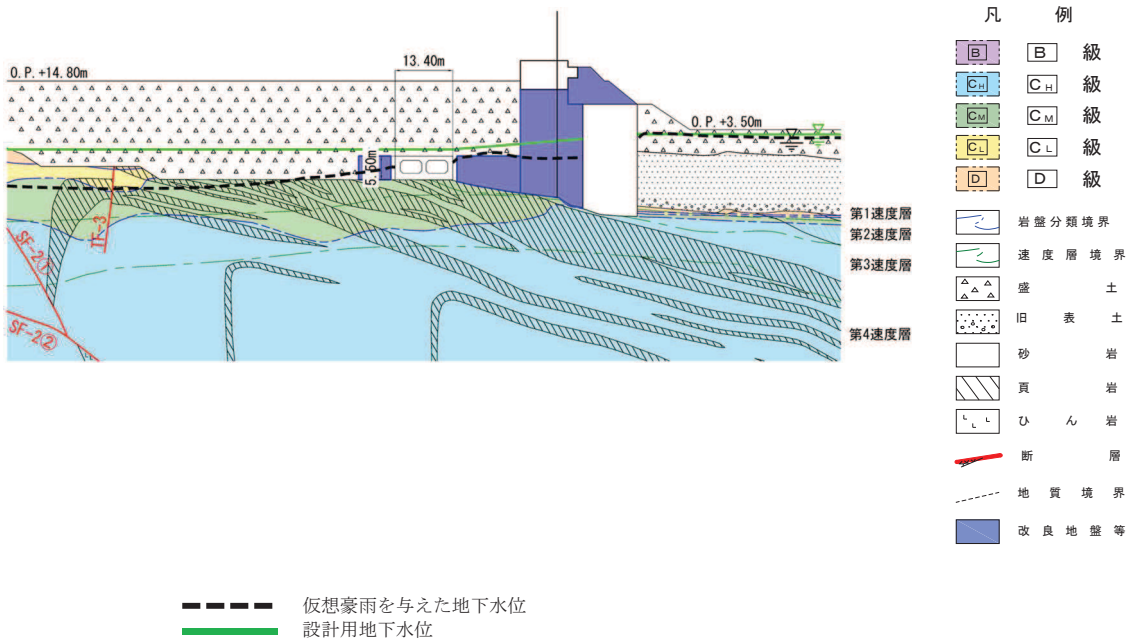 O.P.+14.80m
13.40m
5.50m
O.P.+3.50m
TF-3
SF-2①
SF-2②
第1速度層
第2速度層
第3速度層
第4速度層
凡 例
B B 級
CH CH 級
CM CM 級
CL CL 級
D D 級
岩盤分類境界
速度層境界
盛土
旧表土
砂岩
頁岩
ひん岩
断層
地質境界
改良地盤等
仮想豪雨を与えた地下水位
設計用地下水位